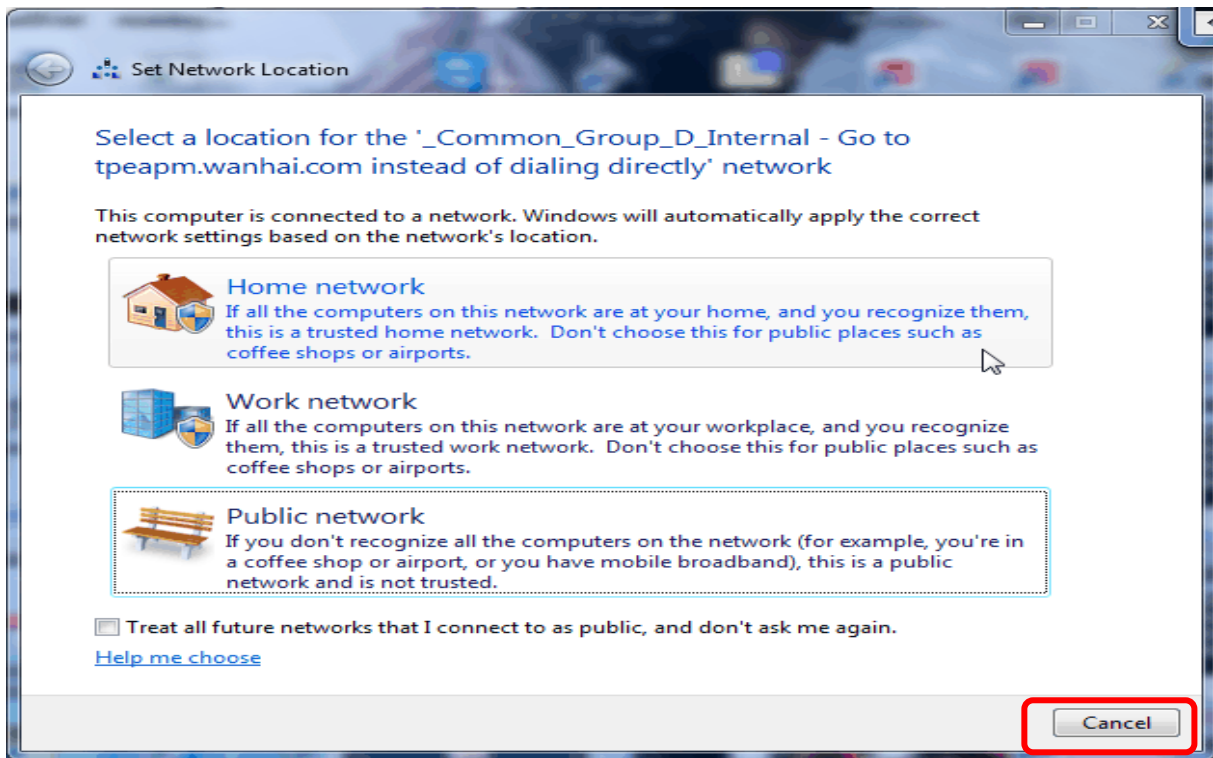 Set Network Location
Select a location for the '_Common_Group_D_Internal - Go to
tpeapm.wanhai.com instead of dialing directly' network
This computer is connected to a network. Windows will automatically apply the correct
network settings based on the network's location.
Home network
If all the computers on this network are at your home, and you recognize them,
this is a trusted home network.  Don't choose this for public places such as
coffee shops or airports.
Work network
If all the computers on this network are at your workplace, and you recognize
them, this is a trusted work network.  Don't choose this for public places such as
coffee shops or airports.
Public network
If you don't recognize all the computers on the network (for example, you're in
a coffee shop or airport, or you have mobile broadband), this is a public
network and is not trusted.
Treat all future networks that I connect to as public, and don't ask me again.
Help me choose
Cancel